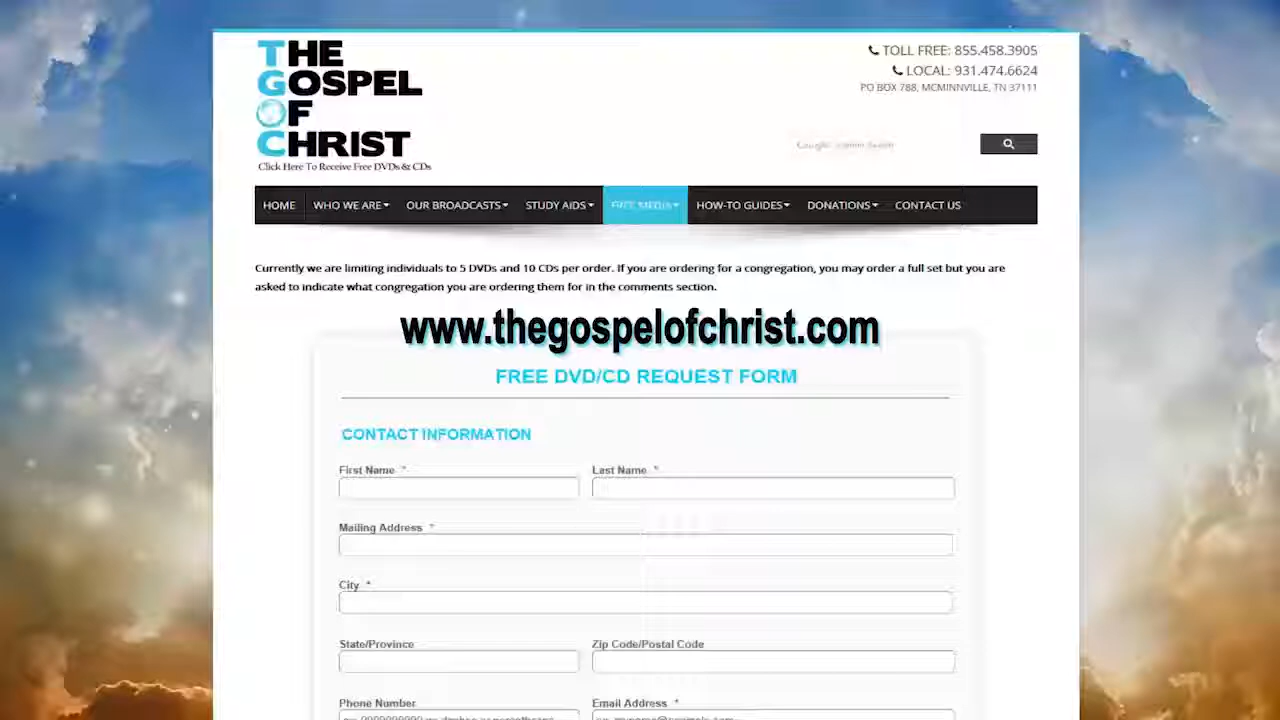 THE
GOSPEL
OF
CHRIST
Click Here To Receive Free DVDs & CDs
TOLL FREE: 855.458.3905
LOCAL: 931.474.6624
PO BOX 788, MCMINNVILLE, TN 37111
HOME WHO WE ARE OUR BROADCASTS STUDY AIDS FREE MEDIA HOW-TO GUIDES DONATIONS CONTACT US
Currently we are limiting individuals to 5 DVDs and 10 CDs per order. If you are ordering for a congregation, you may order a full set but you are
asked to indicate what congregation you are ordering them for in the comments section.
www.thegospelofchrist.com
FREE DVD/CD REQUEST FORM
CONTACT INFORMATION
First Name * Last Name *
Mailing Address *
City *
State/Province Zip Code/Postal Code
Phone Number Email Address *